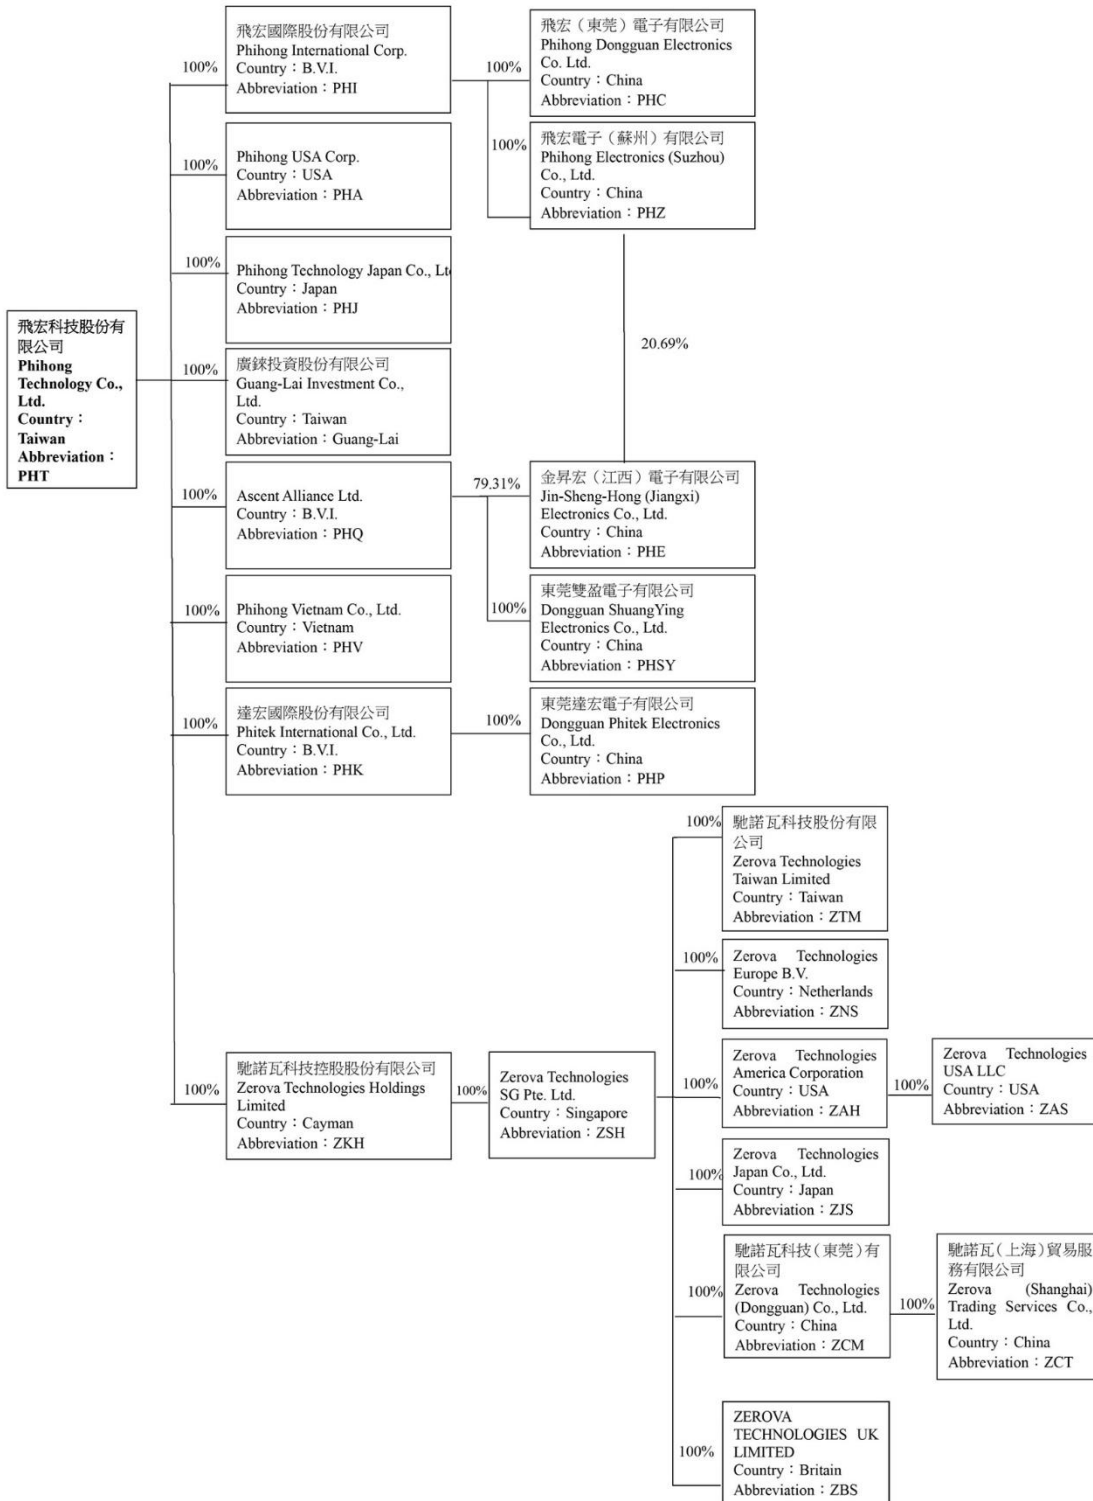 飛宏科技股份有
限公司
Phihong
Technology Co.,
Ltd.
Country：
Taiwan
Abbreviation：
PHT
100%
飛宏國際股份有限公司
Phihong International Corp.
Country：B.V.I.
Abbreviation：PHI
100%
飛宏（東莞）電子有限公司
Phihong Dongguan Electronics
Co. Ltd.
Country：China
Abbreviation：PHC
100%
飛宏電子（蘇州）有限公司
Phihong Electronics (Suzhou)
Co., Ltd.
Country：China
Abbreviation：PHZ
100%
Phihong USA Corp.
Country：USA
Abbreviation：PHA
100%
Phihong Technology Japan Co., Lt
Country：Japan
Abbreviation：PHJ
20.69%
100%
廣錸投資股份有限公司
Guang-Lai Investment Co.,
Ltd.
Country：Taiwan
Abbreviation：Guang-Lai
100%
Ascent Alliance Ltd.
Country：B.V.I.
Abbreviation：PHQ
79.31%
金昇宏（江西）電子有限公司
Jin-Sheng-Hong (Jiangxi)
Electronics Co., Ltd.
Country：China
Abbreviation：PHE
100%
東莞雙盈電子有限公司
Dongguan ShuangYing
Electronics Co., Ltd.
Country：China
Abbreviation：PHSY
100%
Phihong Vietnam Co., Ltd.
Country：Vietnam
Abbreviation：PHV
100%
達宏國際股份有限公司
Phitek International Co., Ltd.
Country：B.V.I.
Abbreviation：PHK
100%
東莞達宏電子有限公司
Dongguan Phitek Electronics
Co., Ltd.
Country：China
Abbreviation：PHP
100%
馳諾瓦科技控股股份有限公司
Zerova Technologies Holdings
Limited
Country：Cayman
Abbreviation：ZKH
100%
Zerova Technologies
SG Pte. Ltd.
Country：Singapore
Abbreviation：ZSH
100%
馳諾瓦科技股份有限
公司
Zerova Technologies
Taiwan Limited
Country：Taiwan
Abbreviation：ZTM
100%
Zerova Technologies
Europe B.V.
Country：Netherlands
Abbreviation：ZNS
100%
Zerova Technologies
America Corporation
Country：USA
Abbreviation：ZAH
100%
Zerova Technologies
USA LLC
Country：USA
Abbreviation：ZAS
100%
Zerova Technologies
Japan Co., Ltd.
Country：Japan
Abbreviation：ZJS
100%
馳諾瓦科技（東莞）有
限公司
Zerova Technologies
(Dongguan) Co., Ltd.
Country：China
Abbreviation：ZCM
100%
馳諾瓦（上海）貿易服
務有限公司
Zerova (Shanghai)
Trading Services Co.,
Ltd.
Country：China
Abbreviation：ZCT
100%
ZEROVA
TECHNOLOGIES UK
LIMITED
Country：Britain
Abbreviation：ZBS